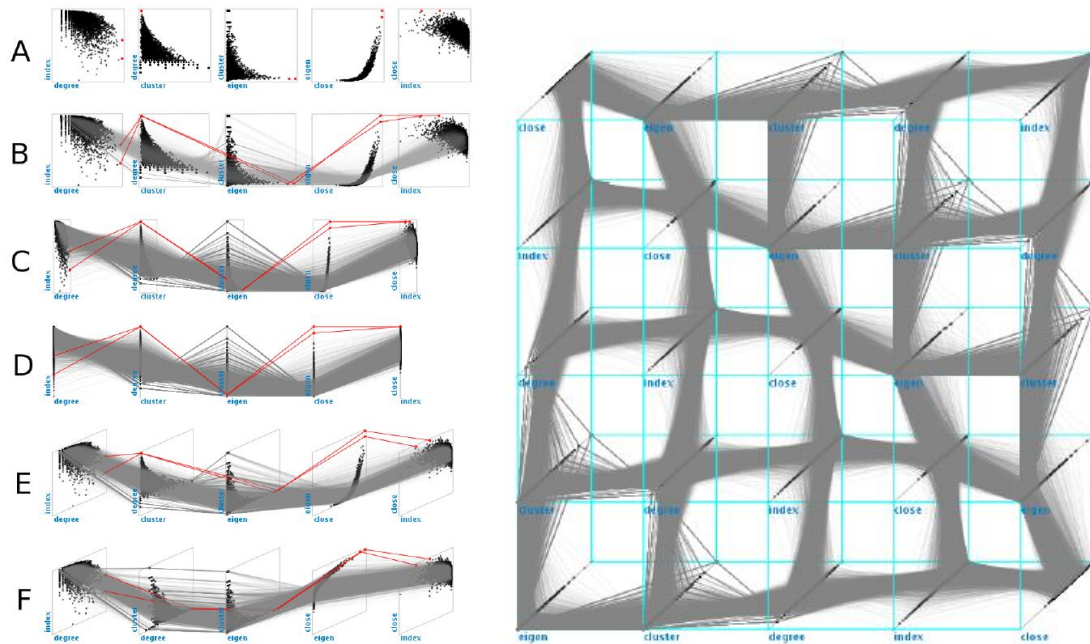 A
index
degree
degree
cluster
cluster
eigen
eigen
close
close
index
B
index
degree
degree
cluster
cluster
eigen
eigen
close
close
index
C
index
degree
degree
cluster
cluster
eigen
eigen
close
close
index
D
index
degree
degree
cluster
cluster
eigen
eigen
close
close
index
E
index
degree
degree
cluster
cluster
eigen
eigen
close
close
index
F
index
degree
cluster
degree
cluster
eigen
close
eigen
close
index
close eigen cluster degree index
index close eigen cluster degree
degree index close eigen cluster
cluster degree index close eigen
eigen cluster degree index close